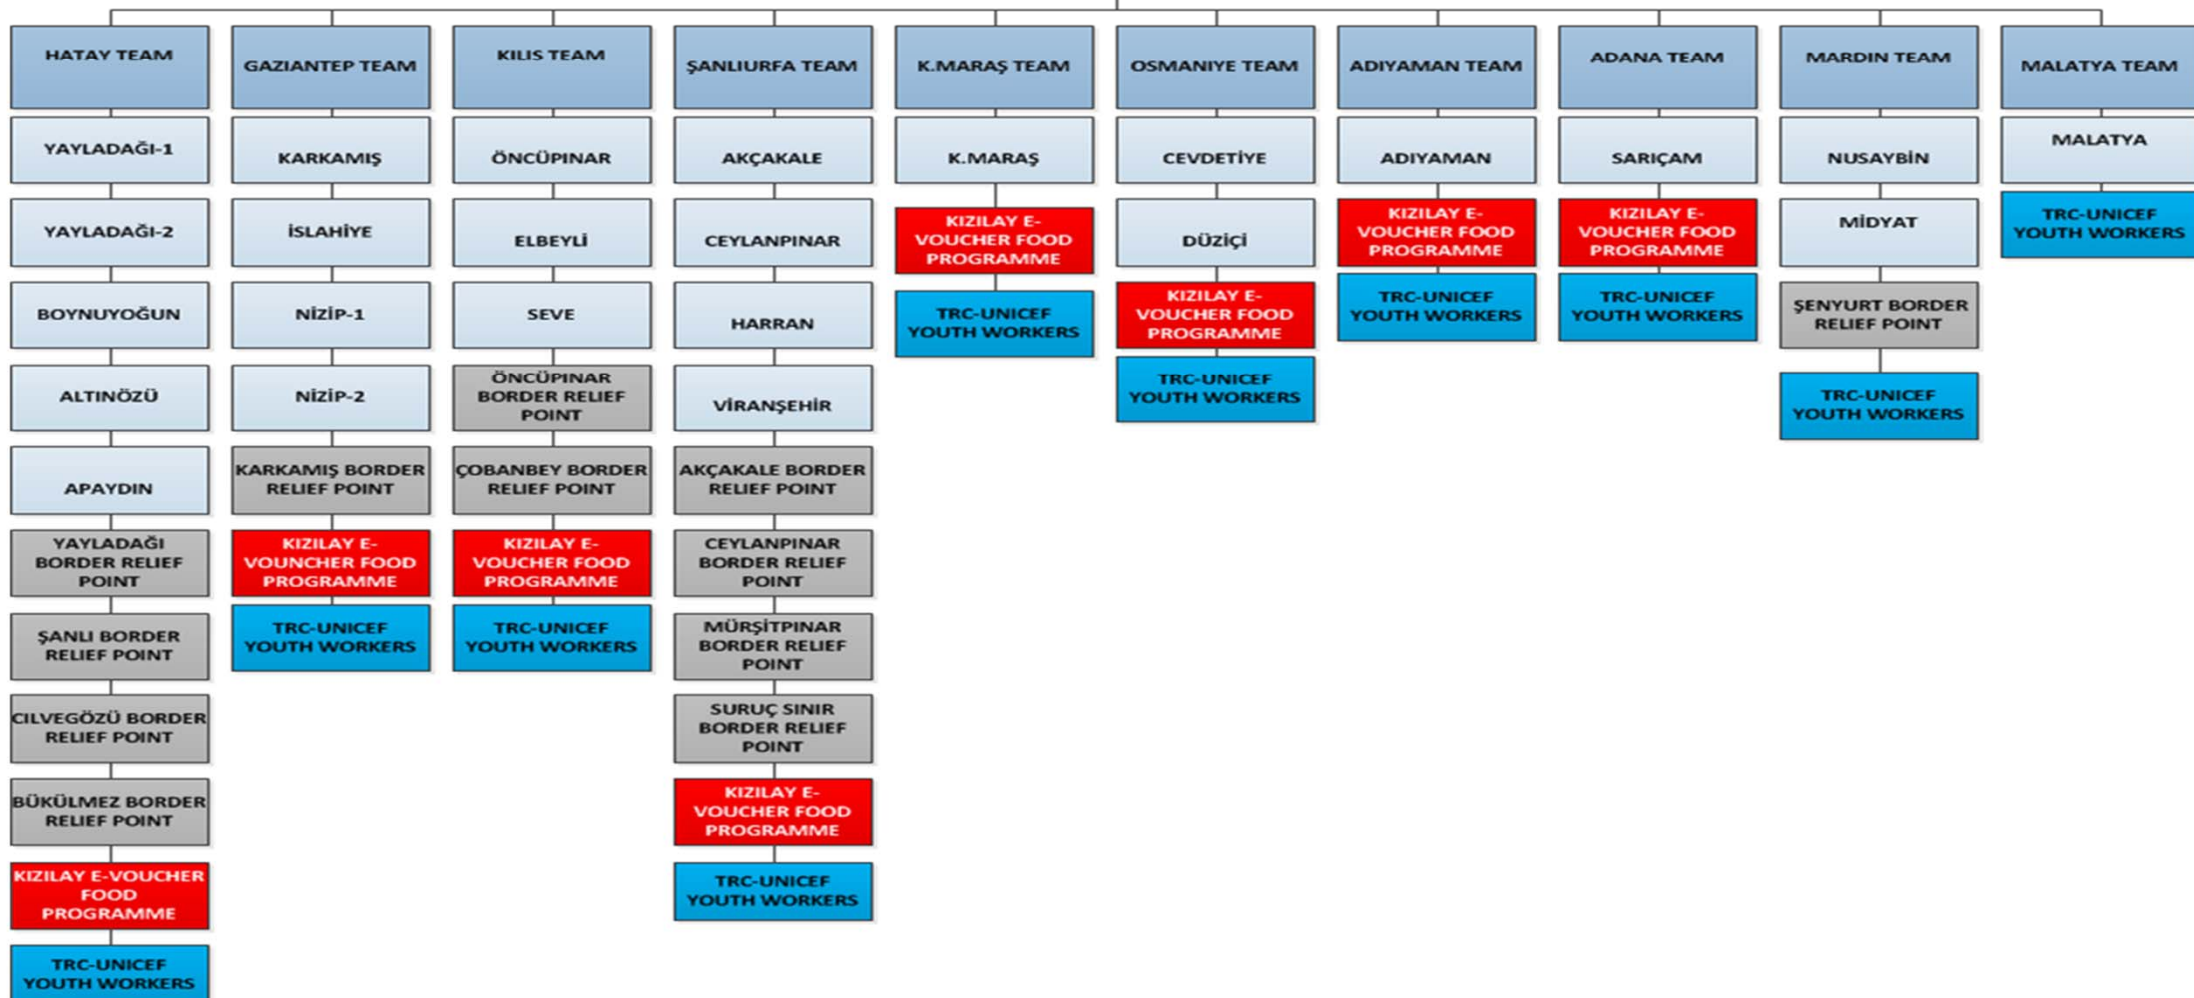 HATAY TEAM
YAYLADAĞI-1
YAYLADAĞI-2
BOYNUYOĞUN
ALTINÖZÜ
APAYDIN
YAYLADAĞI
BORDER RELIEF
POINT
ŞANLI BORDER
RELIEF POINT
CILVEGÖZÜ BORDER
RELIEF POINT
BÜKÜLMEZ BORDER
RELIEF POINT
KIZILAY E-VOUCHER
FOOD
PROGRAMME
TRC-UNICEF
YOUTH WORKERS
GAZIANTEP TEAM
KARKAMIŞ
İSLAHİYE
NİZİP-1
NİZİP-2
KARKAMIŞ BORDER
RELIEF POINT
KIZILAY E-
VOUNCHER FOOD
PROGRAMME
TRC-UNICEF
YOUTH WORKERS
KILIS TEAM
ÖNCÜPINAR
ELBEYLİ
SEVE
ÖNCÜPINAR
BORDER RELIEF
POINT
ÇOBANBEY BORDER
RELIEF POINT
KIZILAY E-
VOUCHER FOOD
PROGRAMME
TRC-UNICEF
YOUTH WORKERS
ŞANLIURFA TEAM
AKÇAKALE
CEYLANPINAR
HARRAN
VİRANŞEHİR
AKÇAKALE BORDER
RELIEF POINT
CEYLANPINAR
BORDER RELIEF
POINT
MÜRŞİTPINAR
BORDER RELIEF
POINT
SURUÇ SINIR
BORDER RELIEF
POINT
KIZILAY E-
VOUCHER FOOD
PROGRAMME
TRC-UNICEF
YOUTH WORKERS
K.MARAŞ TEAM
K.MARAŞ
KIZILAY E-
VOUCHER FOOD
PROGRAMME
TRC-UNICEF
YOUTH WORKERS
OSMANIYE TEAM
CEVDETİYE
DÜZİÇİ
KIZILAY E-
VOUCHER FOOD
PROGRAMME
TRC-UNICEF
YOUTH WORKERS
ADIYAMAN TEAM
ADIYAMAN
KIZILAY E-
VOUCHER FOOD
PROGRAMME
TRC-UNICEF
YOUTH WORKERS
ADANA TEAM
SARIÇAM
KIZILAY E-
VOUCHER FOOD
PROGRAMME
TRC-UNICEF
YOUTH WORKERS
MARDIN TEAM
NUSAYBİN
MİDYAT
ŞENYURT BORDER
RELIEF POINT
TRC-UNICEF
YOUTH WORKERS
MALATYA TEAM
MALATYA
TRC-UNICEF
YOUTH WORKERS